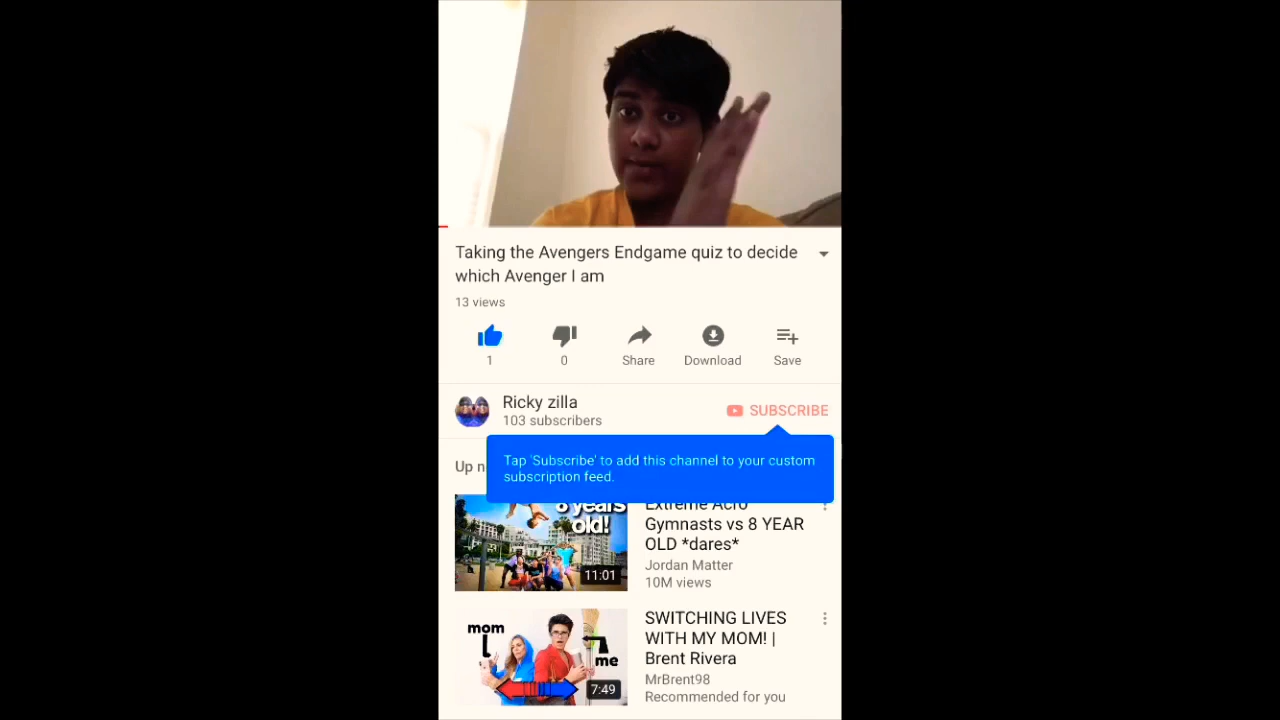 Taking the Avengers Endgame quiz to decide
which Avenger I am
13 views
1
0
Share
Download
Save
Ricky zilla
103 subscribers
SUBSCRIBE
Tap 'Subscribe' to add this channel to your custom
subscription feed.
Up n
8 years
old!
11:01
Extreme Acro
Gymnasts vs 8 YEAR
OLD *dares*
Jordan Matter
10M views
mom
me
7:49
SWITCHING LIVES
WITH MY MOM! |
Brent Rivera
MrBrent98
Recommended for you